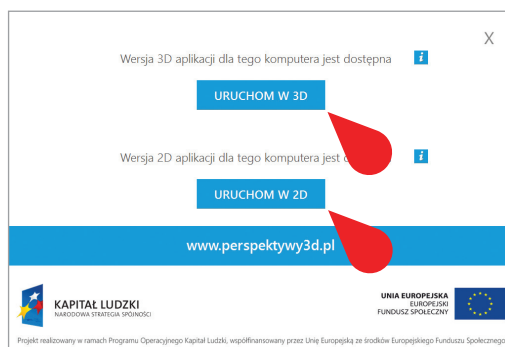 X
Wersja 3D aplikacji dla tego komputera jest dostępna i
URUCHOM W 3D
Wersja 2D aplikacji dla tego komputera jest i
URUCHOM W 2D
www.perspektywy3d.pl
KAPITAŁ LUDZKI
NARODOWA STRATEGIA SPÓJNOŚCI
UNIA EUROPEJSKA
EUROPEJSKI
FUNDUSZ SPOŁECZNY
Projekt realizowany w ramach Programu Operacyjnego Kapitał Ludzki, współfinansowany przez Unię Europejską ze środków Europejskiego Funduszu Społecznego